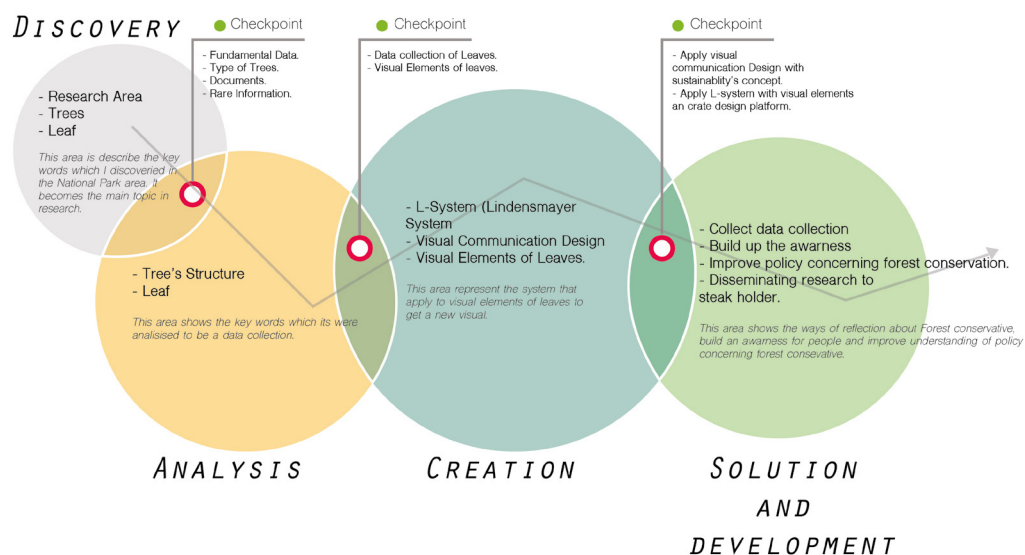 DISCOVERY
- Research Area
- Trees
- Leaf
This area is describe the key
words which I discoveried in
the National Park area. It
becomes the main topic in
research.
Checkpoint
- Fundamental Data.
- Type of Trees.
- Documents.
- Rare Information.
Checkpoint
- Data collection of Leaves.
- Visual Elements of leaves.
Checkpoint
- Apply visual
communication Design with
sustainablity's concept.
- Apply L-system with visual elements
an crate design platform.
- Tree's Structure
- Leaf
This area shows the key words which its were
analisised to be a data collection.
ANALYSIS
- L-System (Lindensmayer
System
- Visual Communication Design
- Visual Elements of Leaves.
This area represent the system that
apply to visual elements of leaves to
get a new visual.
CREATION
- Collect data collection
- Build up the awarness
- Improve policy concerning forest conservation.
- Disseminating research to
steak holder.
This area shows the ways of reflection about Forest conservative,
build an awarness for people and improve understanding of policy
concerning forest consevative.
SOLUTION
AND
DEVELOPMENT